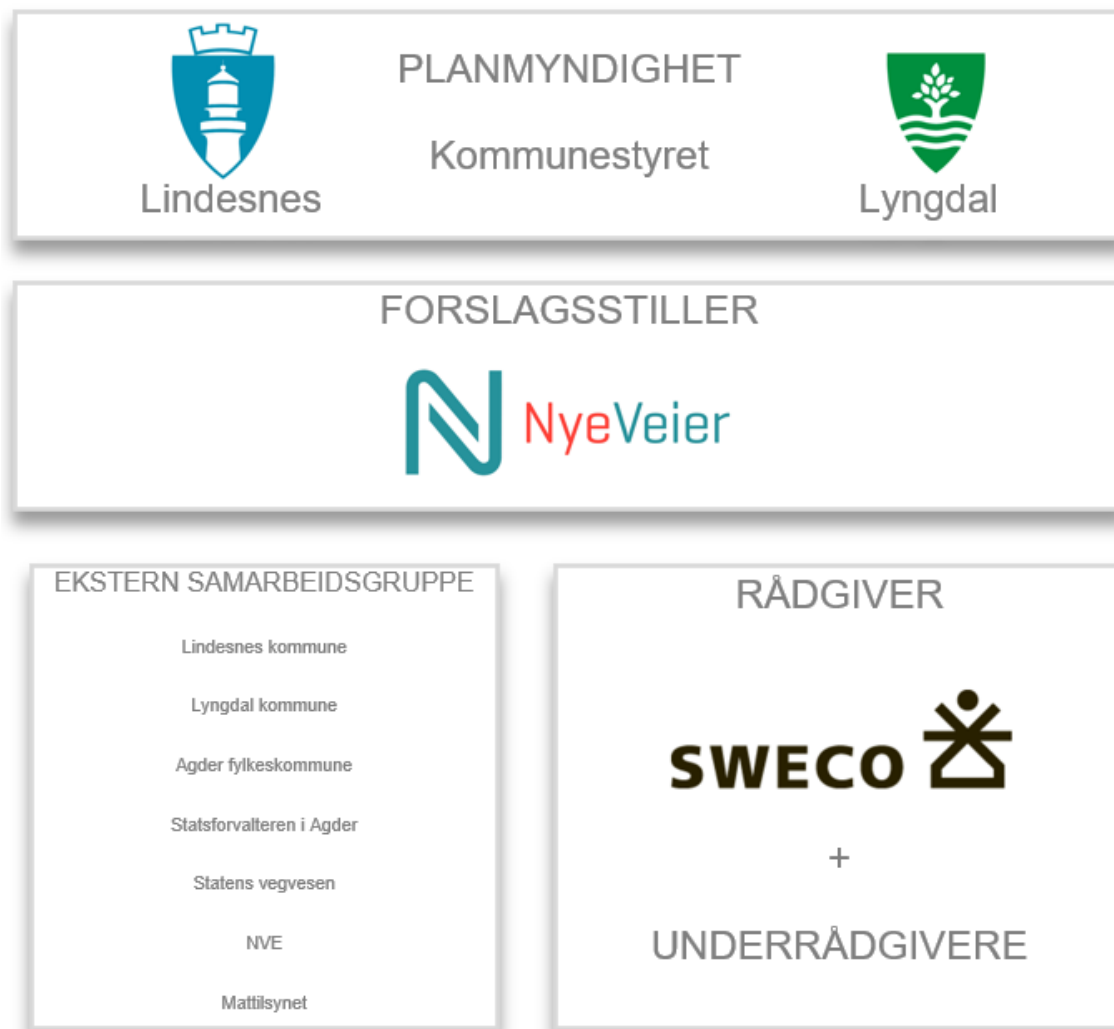 PLANMYNDIGHET
Kommunestyret
Lindesnes
Lyngdal
FORSLAGSSTILLER
NyeVeier
EKSTERN SAMARBEIDSGRUPPE
Lindesnes kommune
Lyngdal kommune
Agder fylkeskommune
Statsforvalteren i Agder
Statens vegvesen
NVE
Mattilsynet
RÅDGIVER
SWECO
+
UNDERRÅDGIVERE